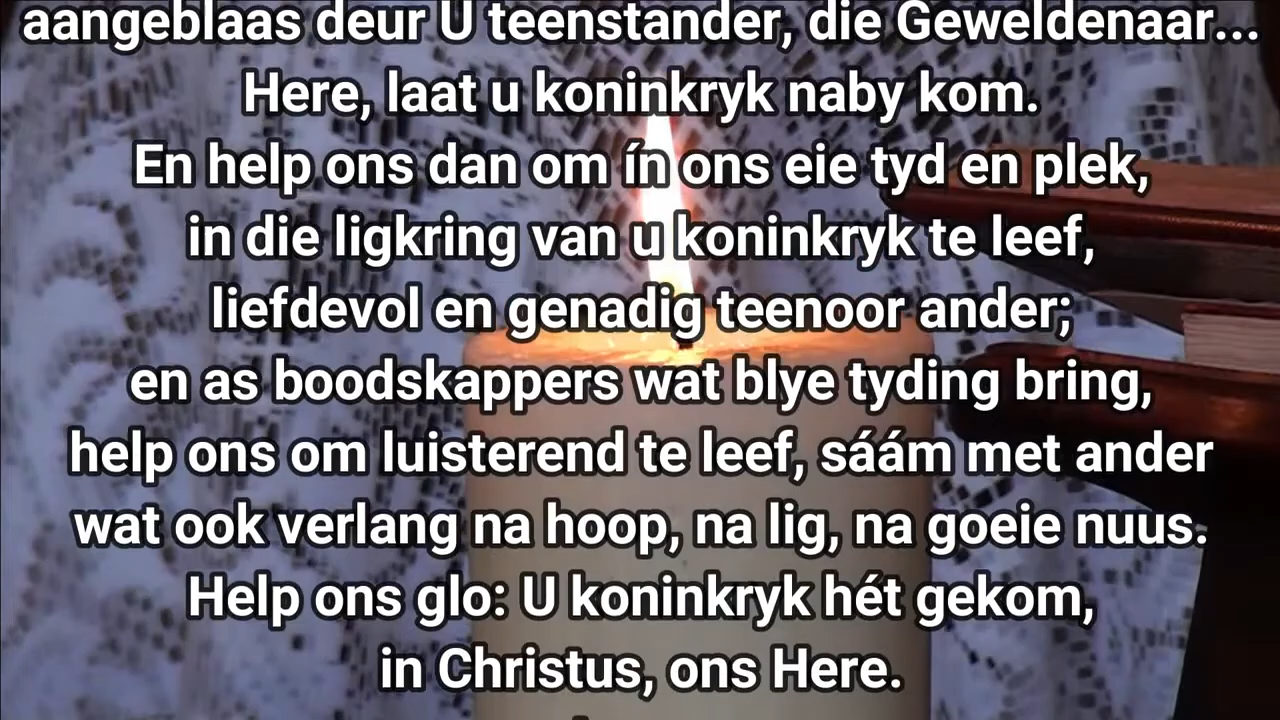 aangeblaas deur U teenstander, die Geweldenaar...
Here, laat u koninkryk naby kom.
En help ons dan om ín ons eie tyd en plek,
in die ligkring van u koninkryk te leef,
liefdevol en genadig teenoor ander;
en as boodskappers wat blye tyding bring,
help ons om luisterend te leef, sáám met ander
wat ook verlang na hoop, na lig, na goeie nuus.
Help ons glo: U koninkryk hét gekom,
in Christus, ons Here.